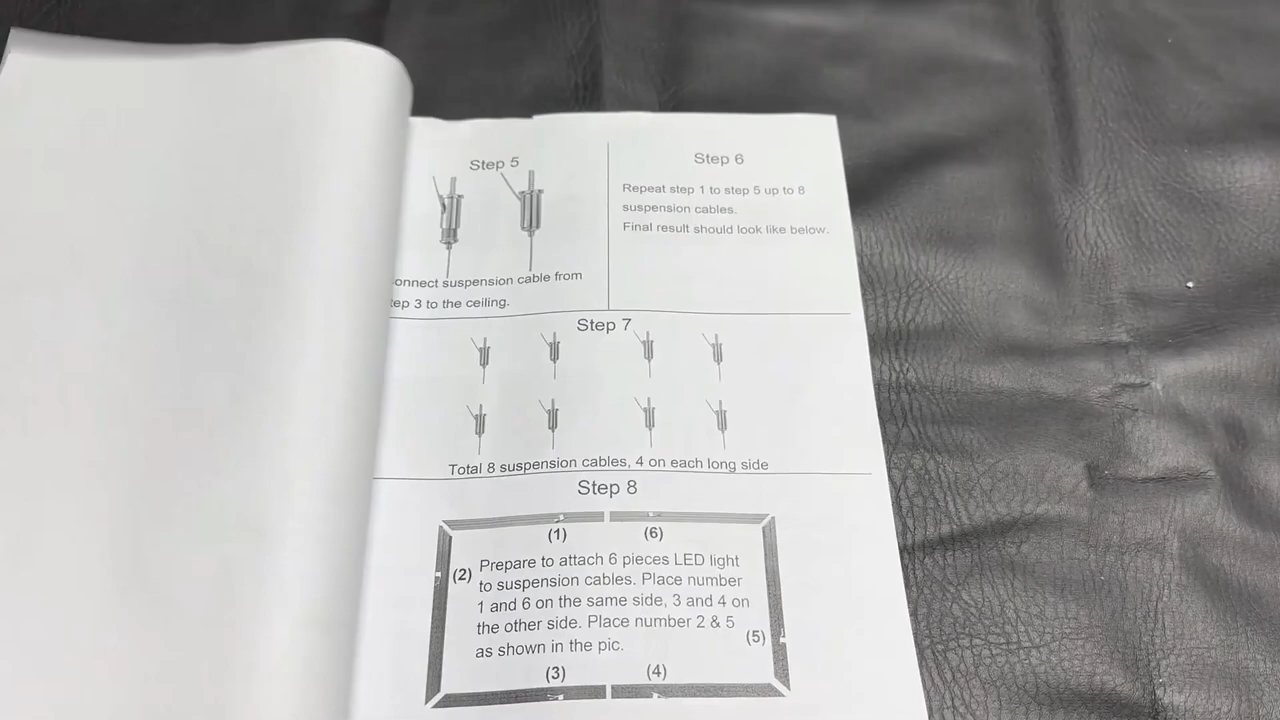 Step 5
onnect suspension cable from
tep 3 to the ceiling.
Step 6
Repeat step 1 to step 5 up to 8
suspension cables.
Final result should look like below.
Step 7
Total 8 suspension cables, 4 on each long side
Step 8
(1) (6)
(2)
Prepare to attach 6 pieces LED light
to suspension cables. Place number
1 and 6 on the same side, 3 and 4 on
the other side. Place number 2 & 5
as shown in the pic.
(5)
(3) (4)